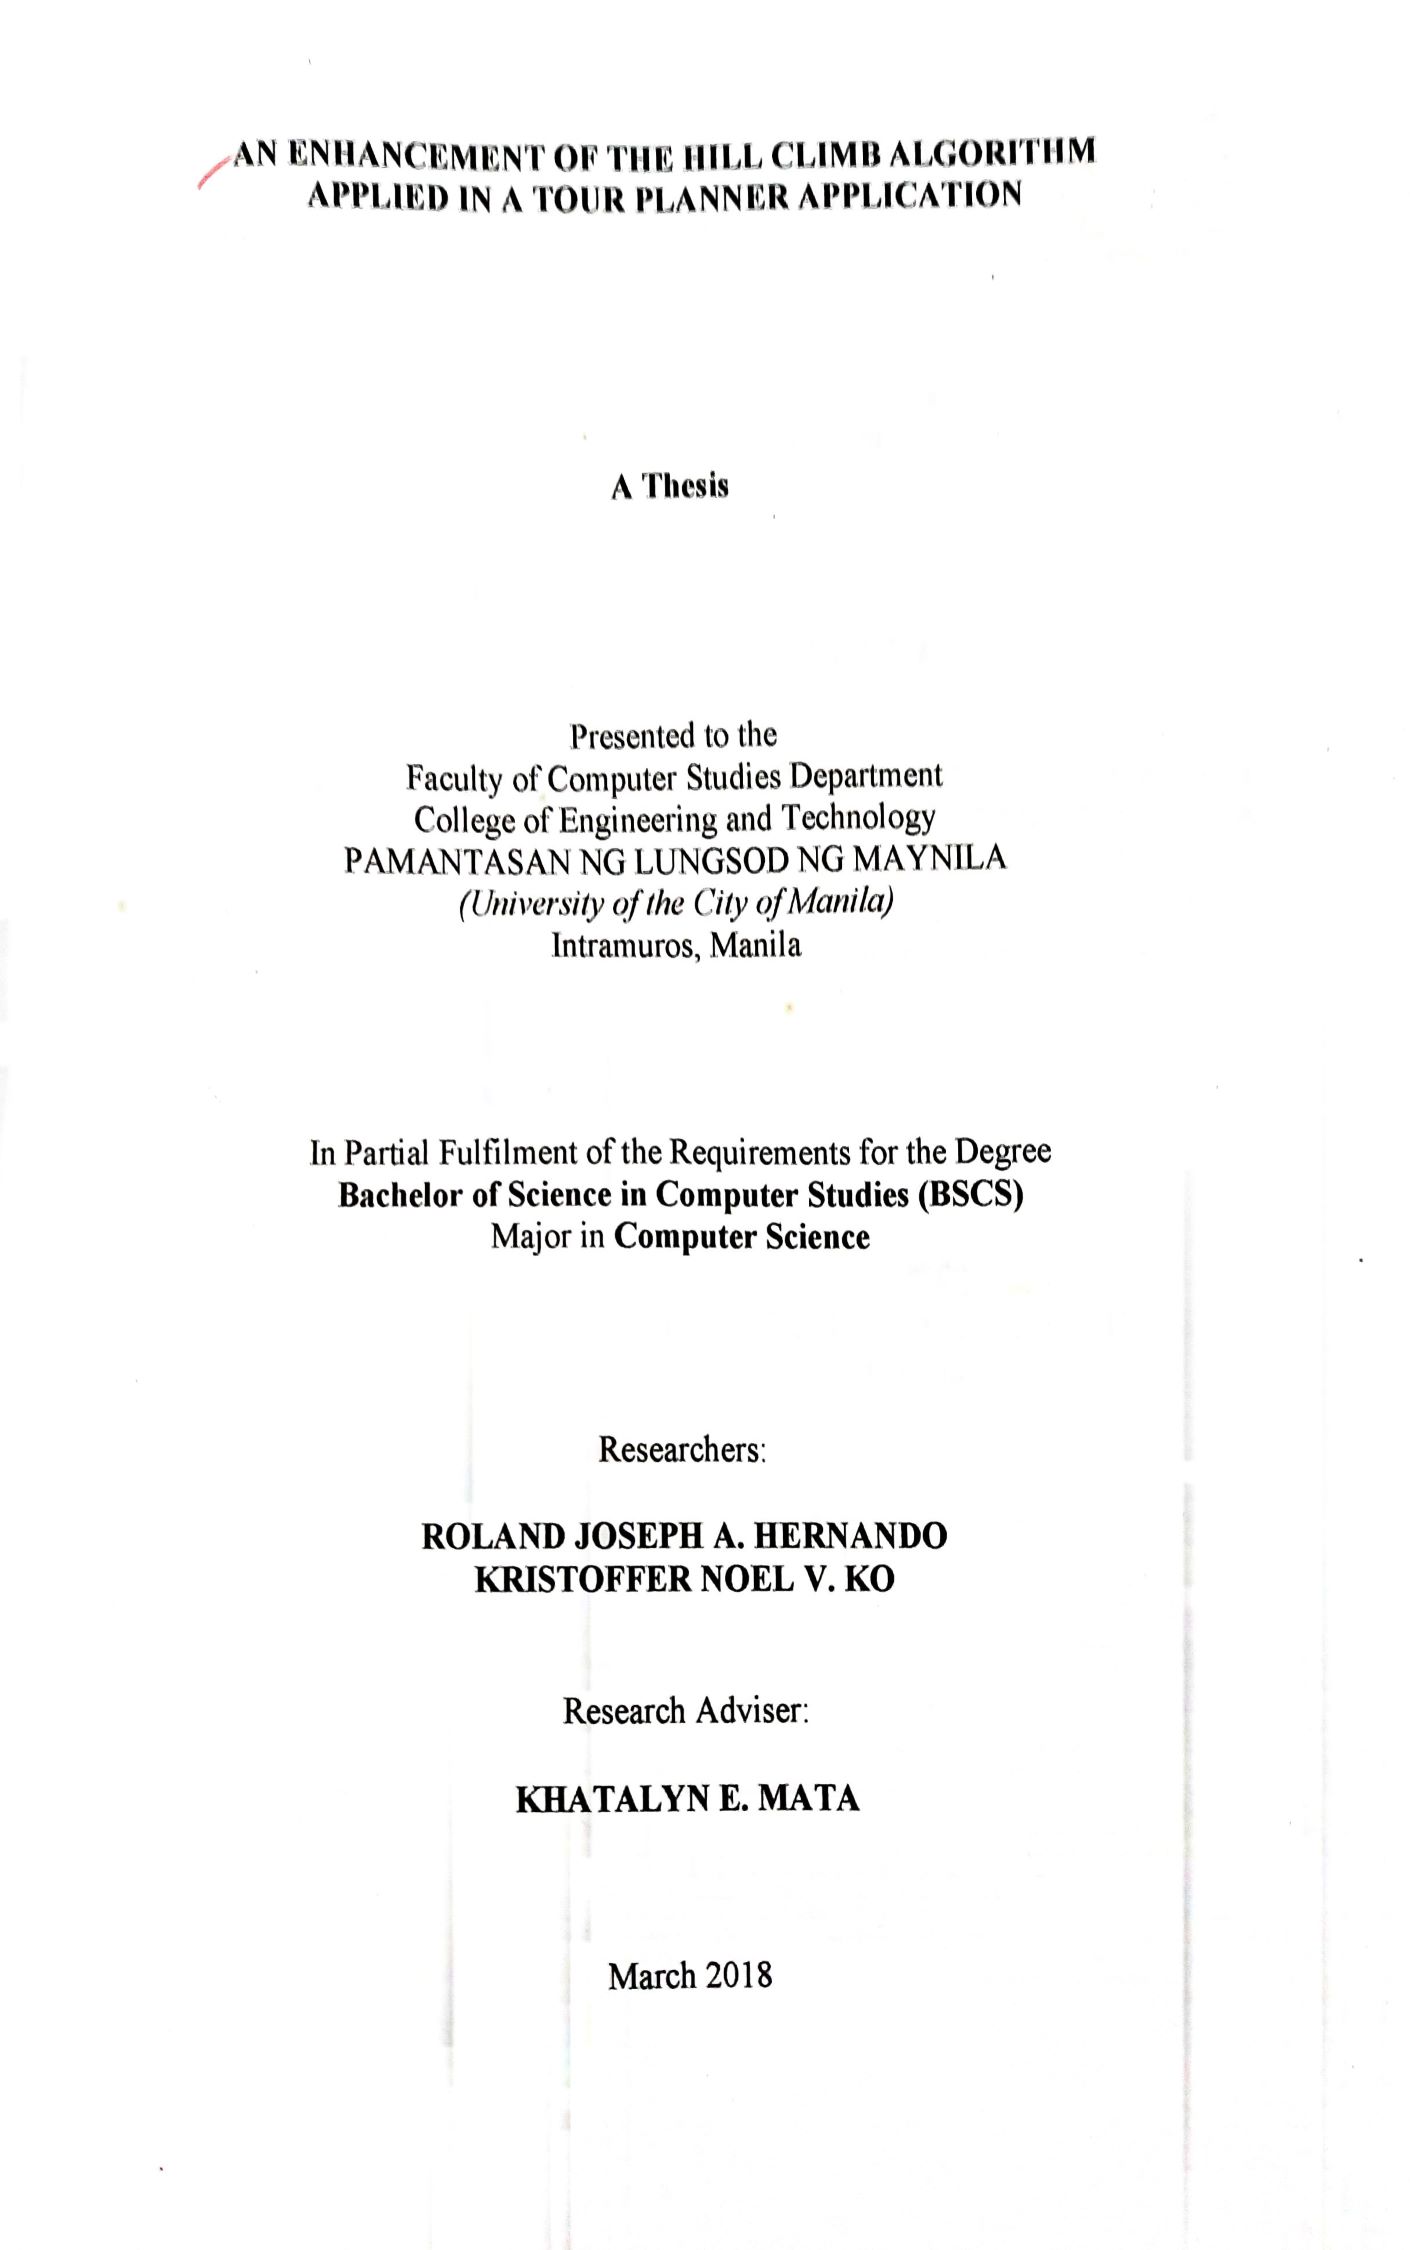 AN ENHANCEMENT OF THE HILL CLIMB ALGORITHM
APPLIED IN A TOUR PLANNER APPLICATION
A Thesis
Presented to the
Faculty of Computer Studies Department
College of Engineering and Technology
PAMANTASAN NG LUNGSOD NG MAYNILA
(University of the City of Manila)
Intramuros, Manila
In Partial Fulfilment of the Requirements for the Degree
Bachelor of Science in Computer Studies (BSCS)
Major in Computer Science
Researchers:
ROLAND JOSEPH A. HERNANDO
KRISTOFFER NOEL V. KO
Research Adviser:
KHATALYN E. MATA
March 2018